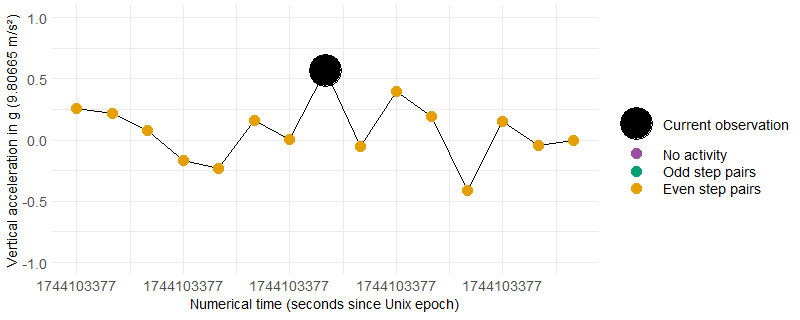 Vertical acceleration in g (9.80665 m/s²)
1.0
0.5
0.0
-0.5
-1.0
1744103377 1744103377 1744103377 1744103377 1744103377
Numerical time (seconds since Unix epoch)
Current observation
No activity
Odd step pairs
Even step pairs